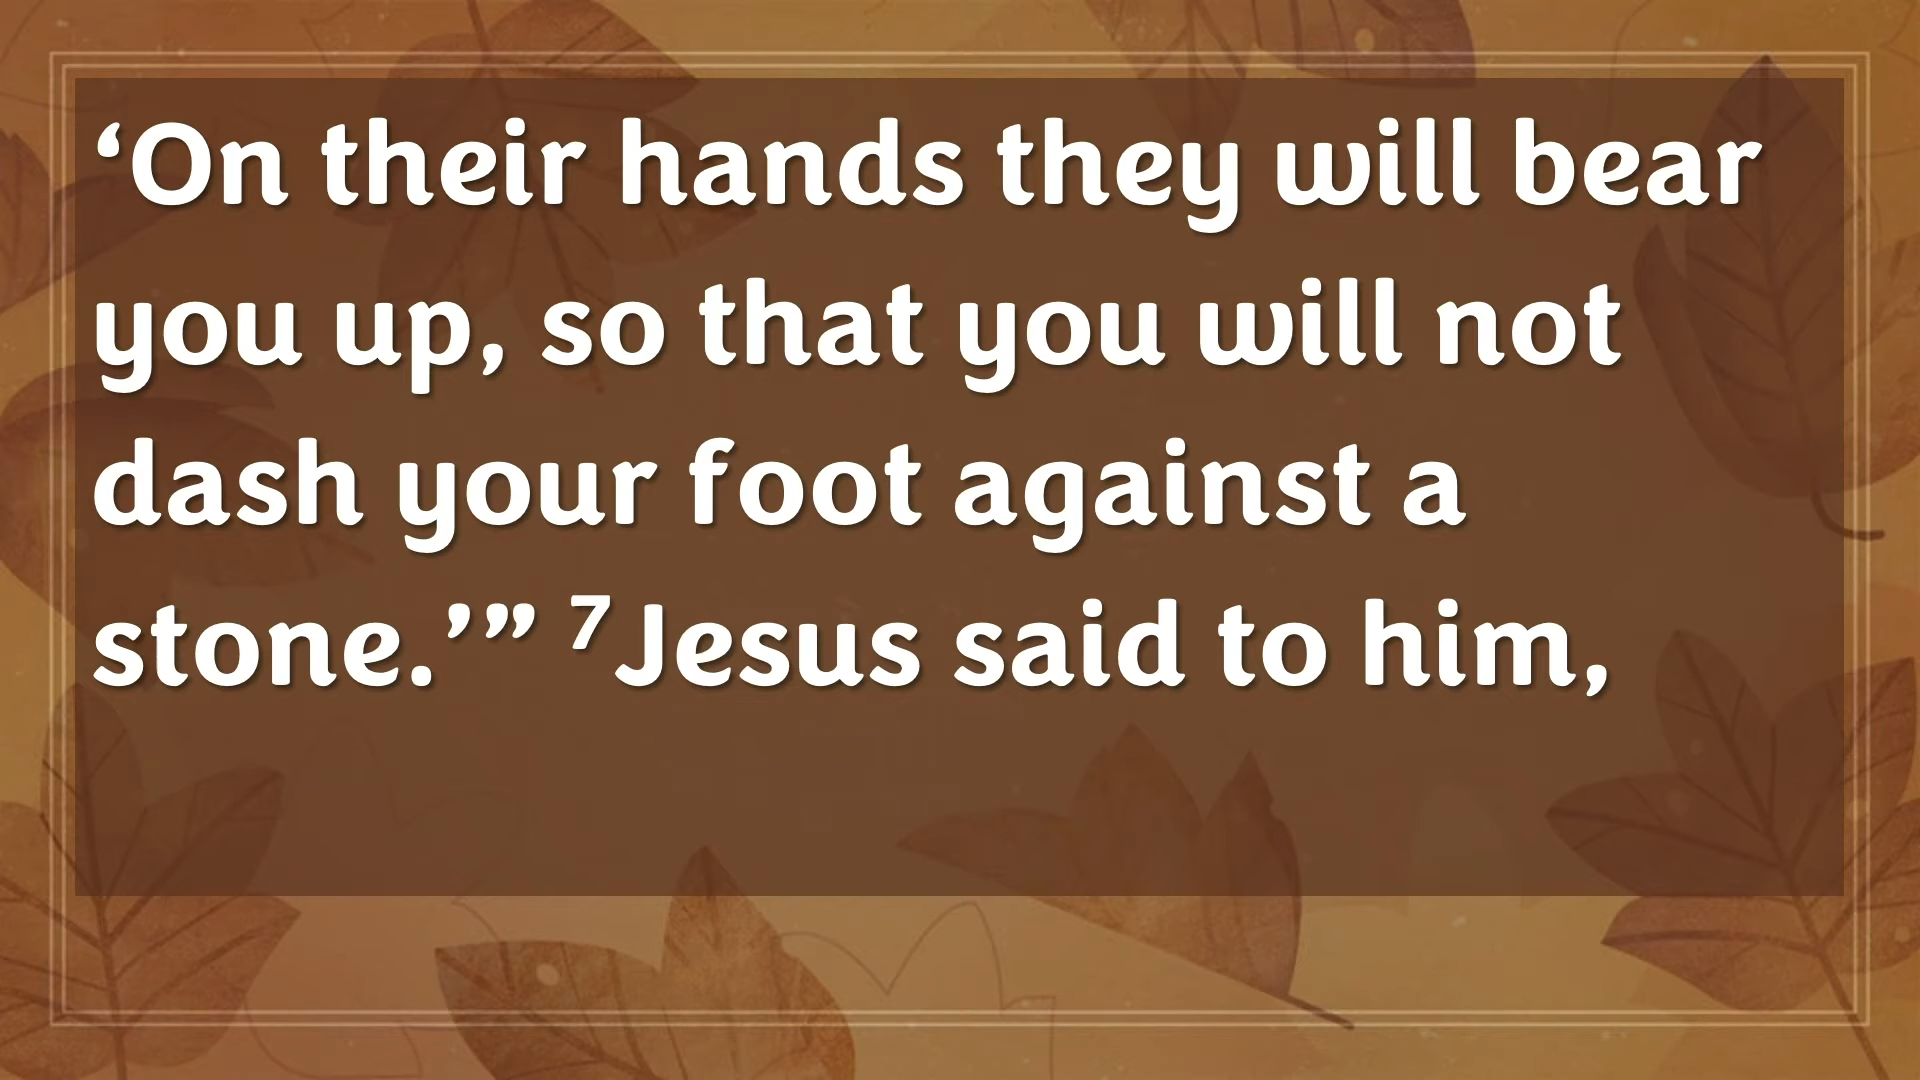 ‘On their hands they will bear
you up, so that you will not
dash your foot against a
stone.’” ⁷Jesus said to him,